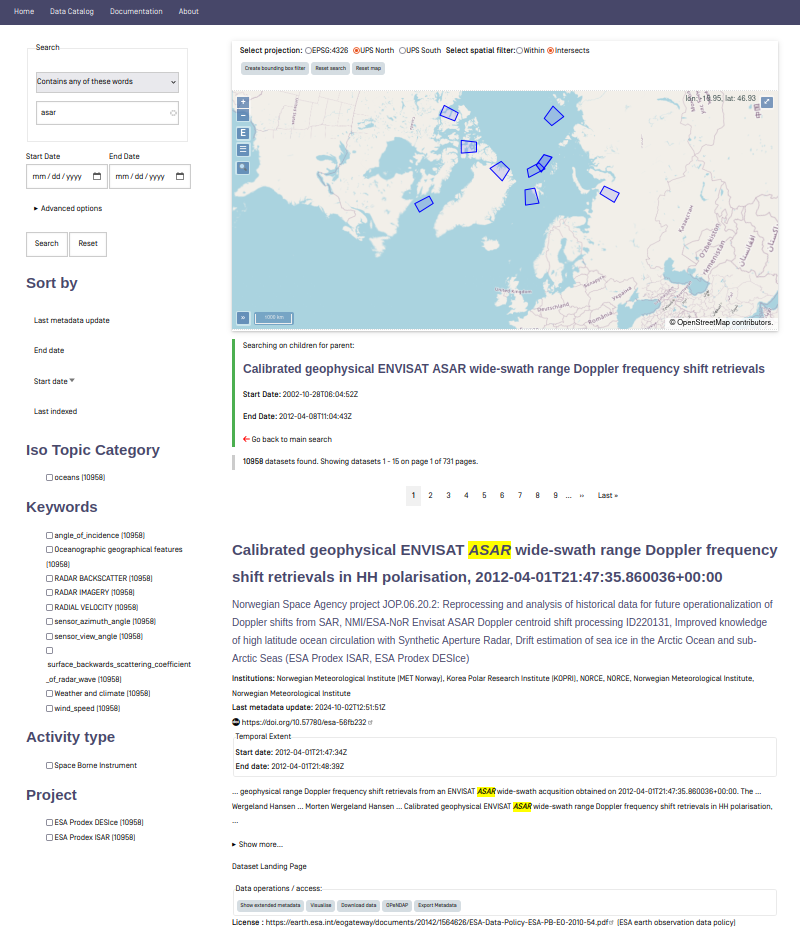 Home Data Catalog Documentation About
Search
Contains any of these words
asar
Start Date End Date
mm / dd / yyyy mm / dd / yyyy
▸ Advanced options
Search Reset
Sort by
Last metadata update
End date
Start date
Last indexed
Iso Topic Category
oceans (10958)
Keywords
angle_of_incidence (10958)
Oceanographic geographical features
(10958)
RADAR BACKSCATTER (10958)
RADAR IMAGERY (10958)
RADIAL VELOCITY (10958)
sensor_azimuth_angle (10958)
sensor_view_angle (10958)
surface_backwards_scattering_coefficient
_of_radar_wave (10958)
Weather and climate (10958)
wind_speed (10958)
Activity type
Space Borne Instrument
Project
ESA Prodex DESIce (10958)
ESA Prodex ISAR (10958)
Select projection: EPSG:4326 UPS North UPS South Select spatial filter: Within Intersects
Create bounding box filter Reset search Reset map
+
−
E
lon: -18.95, lat: 46.93
United Kingdom
Deutschland
Беларусь
Україна
România
Қазақстан
»
1000 km
© OpenStreetMap contributors.
Searching on children for parent:
Calibrated geophysical ENVISAT ASAR wide-swath range Doppler frequency shift retrievals
Start Date: 2002-10-28T06:04:52Z
End Date: 2012-04-08T11:04:43Z
Go back to main search
10958 datasets found. Showing datasets 1 - 15 on page 1 of 731 pages.
1 2 3 4 5 6 7 8 9 … ›› Last »
Calibrated geophysical ENVISAT ASAR wide-swath range Doppler frequency
shift retrievals in HH polarisation, 2012-04-01T21:47:35.860036+00:00
Norwegian Space Agency project JOP.06.20.2: Reprocessing and analysis of historical data for future operationalization of
Doppler shifts from SAR, NMI/ESA-NoR Envisat ASAR Doppler centroid shift processing ID220131, Improved knowledge
of high latitude ocean circulation with Synthetic Aperture Radar, Drift estimation of sea ice in the Arctic Ocean and sub-
Arctic Seas (ESA Prodex ISAR, ESA Prodex DESIce)
Institutions: Norwegian Meteorological Institute (MET Norway), Korea Polar Research Institute (KOPRI), NORCE, NORCE, Norwegian Meteorological Institute,
Norwegian Meteorological Institute
Last metadata update: 2024-10-02T12:51:51Z
https://doi.org/10.57780/esa-56fb232
Temporal Extent
Start date: 2012-04-01T21:47:34Z
End date: 2012-04-01T21:48:39Z
... geophysical range Doppler frequency shift retrievals from an ENVISAT ASAR wide-swath acqusition obtained on 2012-04-01T21:47:35.860036+00:00. The ...
Wergeland Hansen ... Morten Wergeland Hansen ... Calibrated geophysical ENVISAT ASAR wide-swath range Doppler frequency shift retrievals in HH polarisation,
...
▸ Show more...
Dataset Landing Page
Data operations / access:
Show extended metadata Visualise Download data OPeNDAP Export Metadata
License : https://earth.esa.int/eogateway/documents/20142/1564626/ESA-Data-Policy-ESA-PB-EO-2010-54.pdf (ESA earth observation data policy)